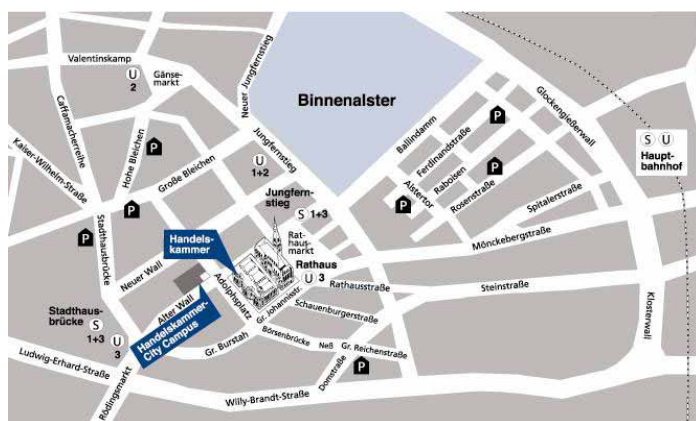 Valentinskamp
U
2
Gänse-
markt
Caffamacherreihe
Kaiser-Wilhelm-Straße
Hohe Bleichen
P
Große Bleichen
P
P
Stadthausbrücke
Neuer Jungfernstieg
Binnenalster
Jungfernstieg
U
1+2
Jungfern-
stieg
S 1+3
Ballindamm
Ferdinandstraße
P
Alstertor
Raboisen
P
Rosenstraße
P
Glockengießerwall
S U
Haupt-
bahnhof
Spitalerstraße
Mönckebergstraße
Handels-
kammer
Rat-
haus-
markt
Rathaus
U 3
Neuer Wall
Alter Wall
Adolphsplatz
Gr. Johannisstr.
Rathausstraße
Steinstraße
Klosterwall
Schauenburgerstraße
Handelskammer-
City Campus
Stadthaus-
brücke
S
1+3
U
3
Gr. Burstah
Börsenbrücke
Neß
Gr. Reichenstraße
P
Domstraße
Ludwig-Erhard-Straße
Rödingsmarkt
Willy-Brandt-Straße